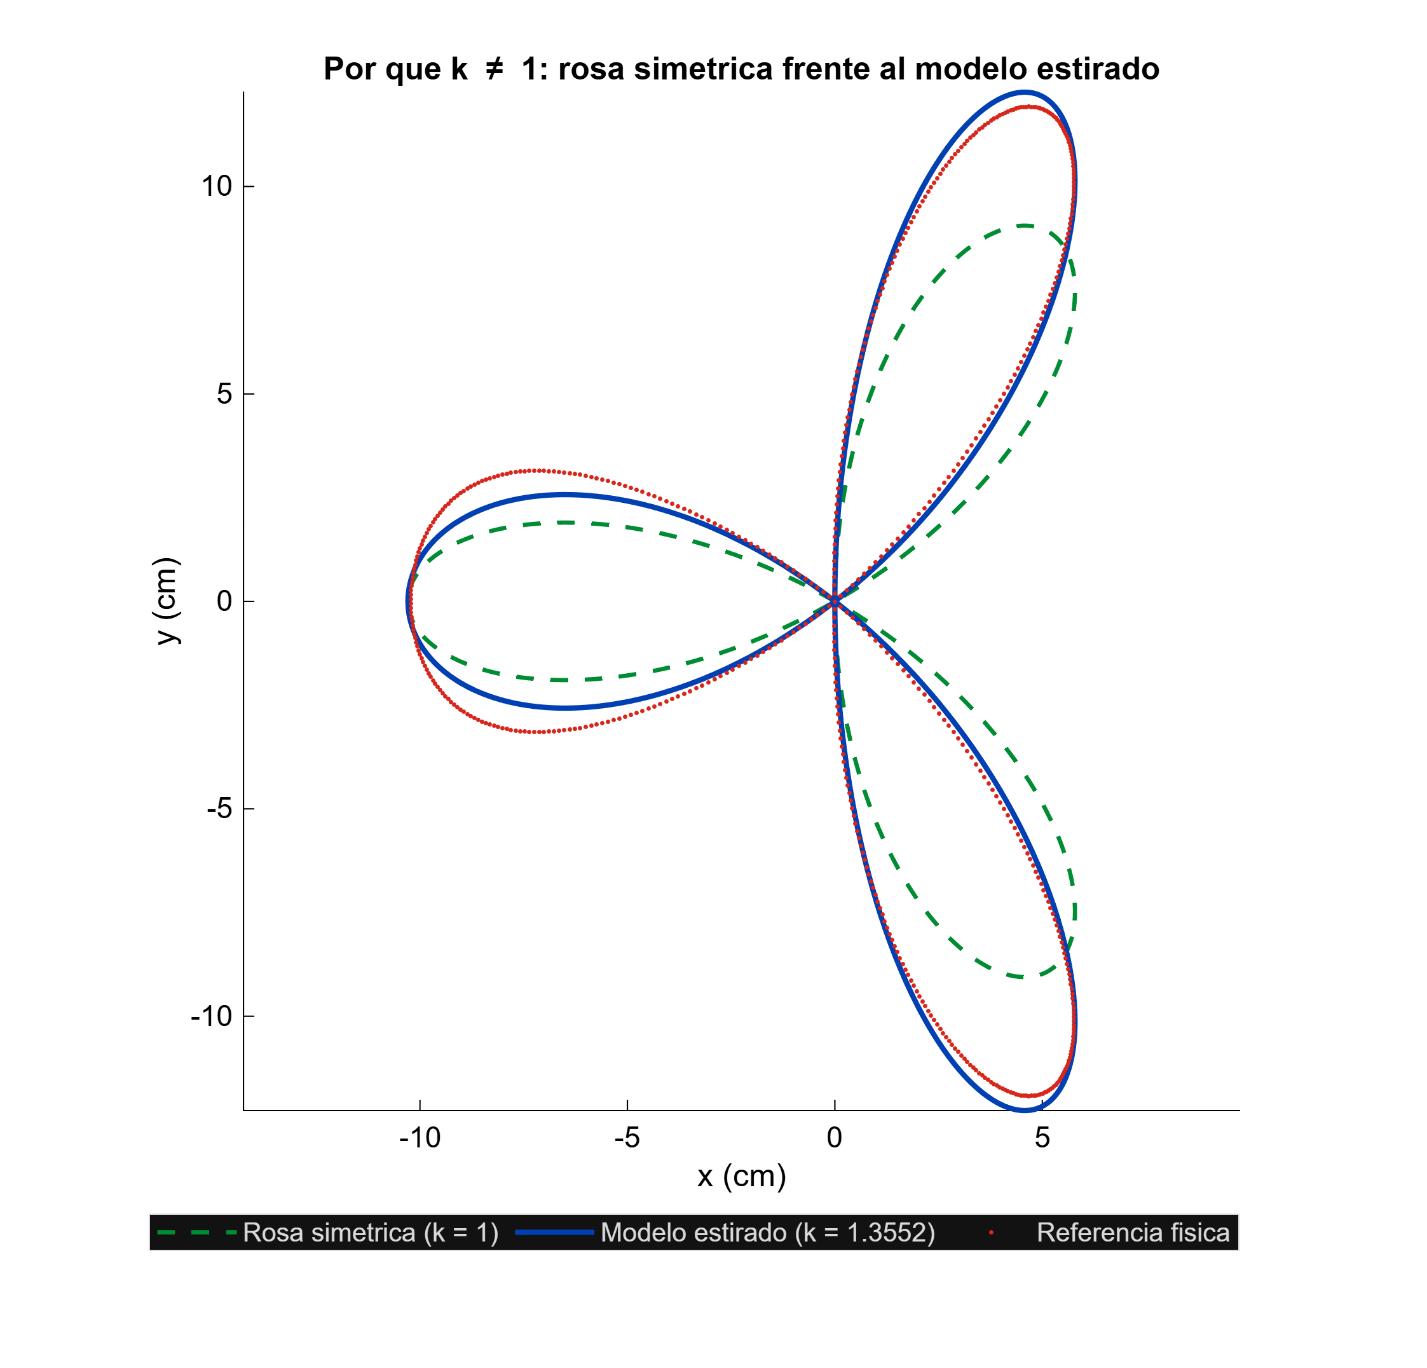 Por que k ≠ 1: rosa simetrica frente al modelo estirado
10
5
0
-5
-10
y (cm)
-10 -5 0 5
x (cm)
Rosa simetrica (k = 1) Modelo estirado (k = 1.3552) Referencia fisica